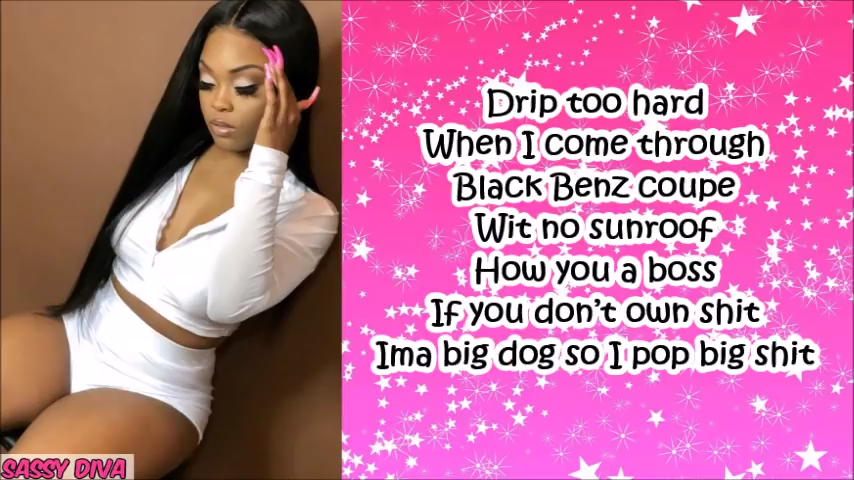 Drip too hard
When I come through
Black Benz coupe
Wit no sunroof
How you a boss
If you don't own shit
Ima big dog so I pop big shit
SASSY DIVA